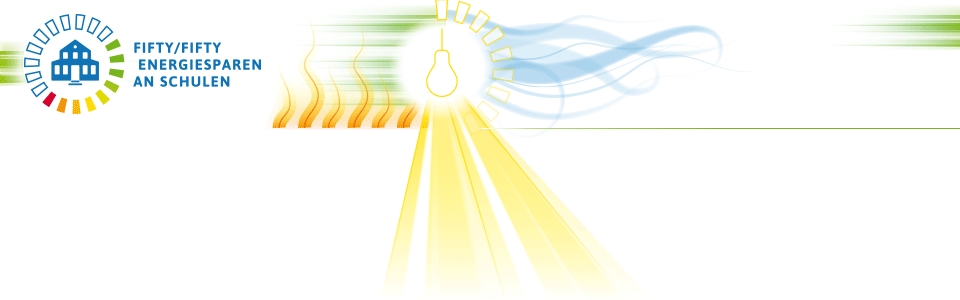 FIFTY/FIFTY
ENERGIESPAREN
AN SCHULEN